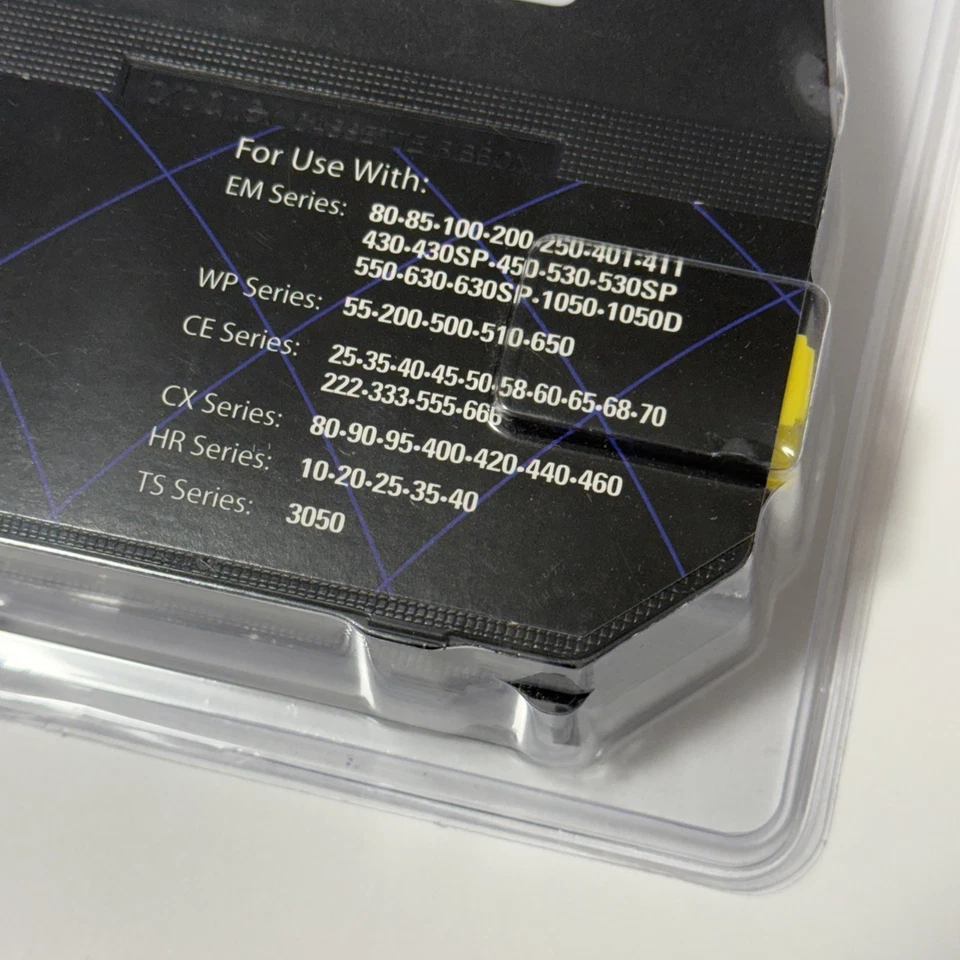 For Use With:
EM Series: 80•85•100•200•250•401•411
430•430SP•450•530•530SP
550•630•630SP•1050•1050D
WP Series: 55•200•500•510•650
CE Series: 25•35•40•45•50•58•60•65•68•70
222•333•555•666
CX Series: 80•90•95•400•420•440•460
HR Series: 10•20•25•35•40
TS Series: 3050